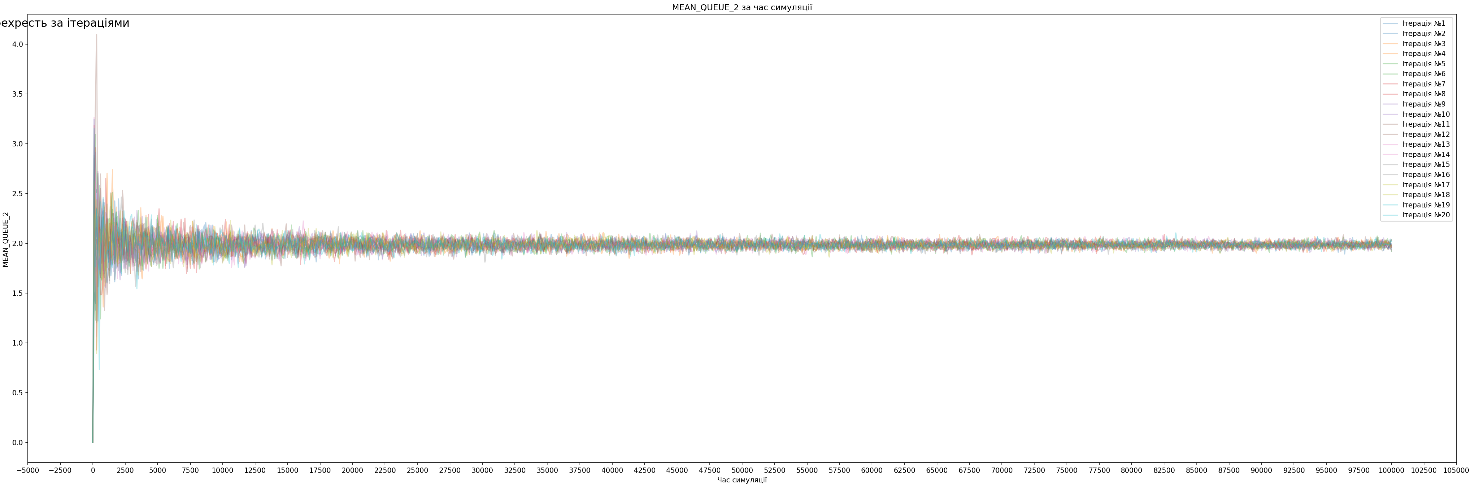 MEAN_QUEUE_2 за час симуляції
ехресть за ітераціями
Ітерація №1
Ітерація №2
Ітерація №3
Ітерація №4
Ітерація №5
Ітерація №6
Ітерація №7
Ітерація №8
Ітерація №9
Ітерація №10
Ітерація №11
Ітерація №12
Ітерація №13
Ітерація №14
Ітерація №15
Ітерація №16
Ітерація №17
Ітерація №18
Ітерація №19
Ітерація №20
4.0
3.5
3.0
2.5
2.0
1.5
1.0
0.5
0.0
MEAN_QUEUE_2
−5000 −2500 0 2500 5000 7500 10000 12500 15000 17500 20000 22500 25000 27500 30000 32500 35000 37500 40000 42500 45000 47500 50000 52500 55000 57500 60000 62500 65000 67500 70000 72500 75000 77500 80000 82500 85000 87500 90000 92500 95000 97500 100000 102500 105000
Час симуляції